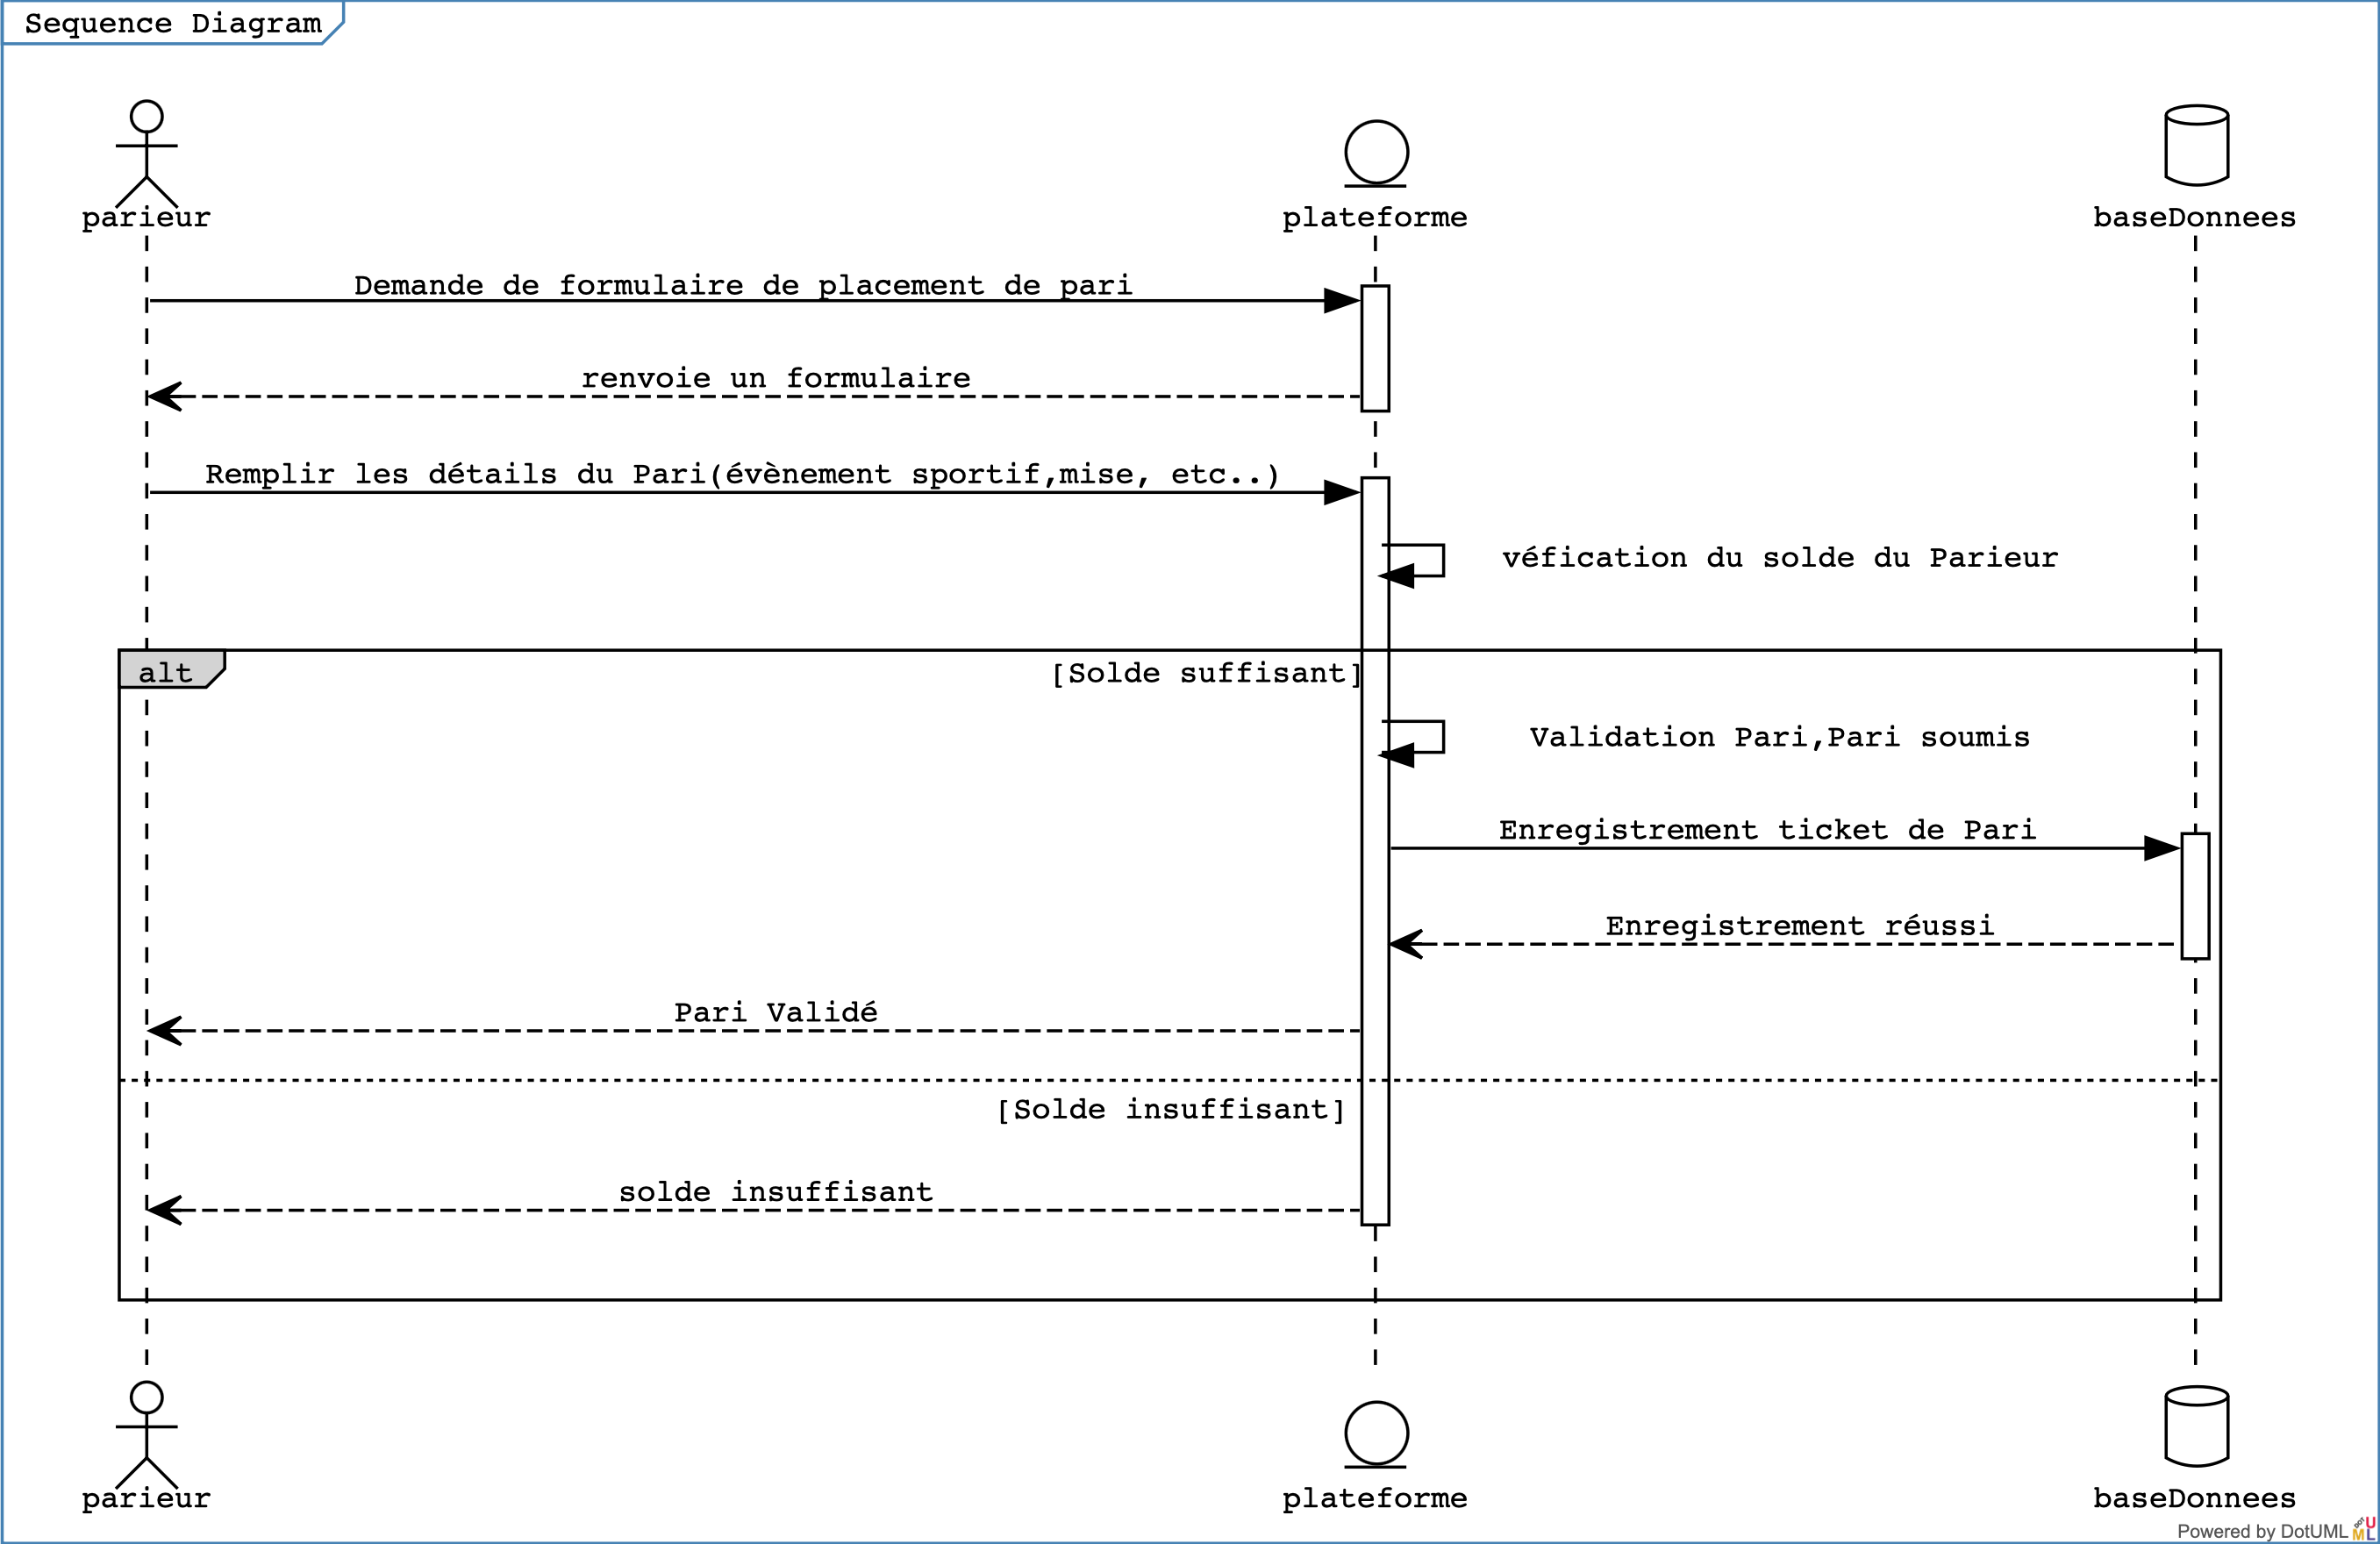 Sequence Diagram
parieur
plateforme
baseDonnees
Demande de formulaire de placement de pari
renvoie un formulaire
Remplir les détails du Pari(évènement sportif,mise, etc..)
véfication du solde du Parieur
alt
[Solde suffisant]
Validation Pari,Pari soumis
Enregistrement ticket de Pari
Enregistrement réussi
Pari Validé
[Solde insuffisant]
solde insuffisant
parieur
plateforme
baseDonnees
Powered by DotUML
DOT
U
M L